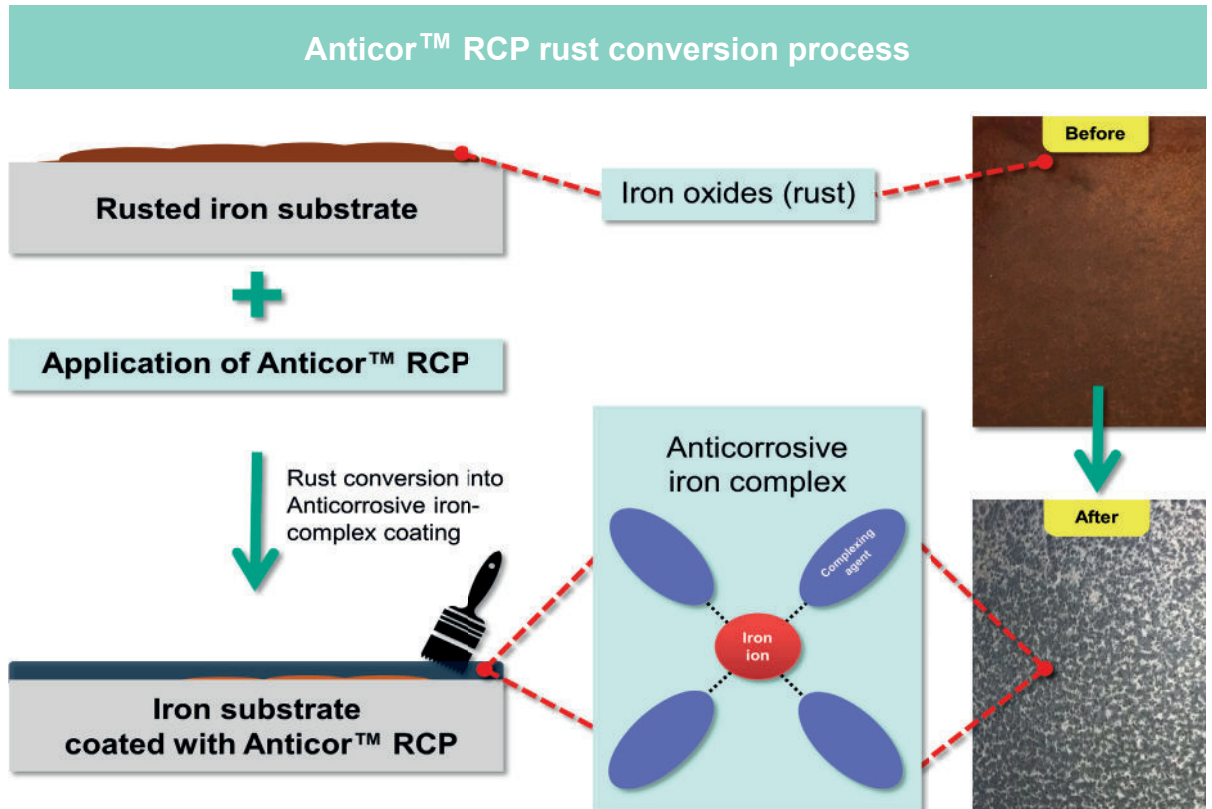 Anticor™ RCP rust conversion process
Before
Rusted iron substrate
Iron oxides (rust)
Application of Anticor™ RCP
Rust conversion into
Anticorrosive iron-
complex coating
Anticorrosive
iron complex
Complexing
agent
Iron
ion
After
Iron substrate
coated with Anticor™ RCP